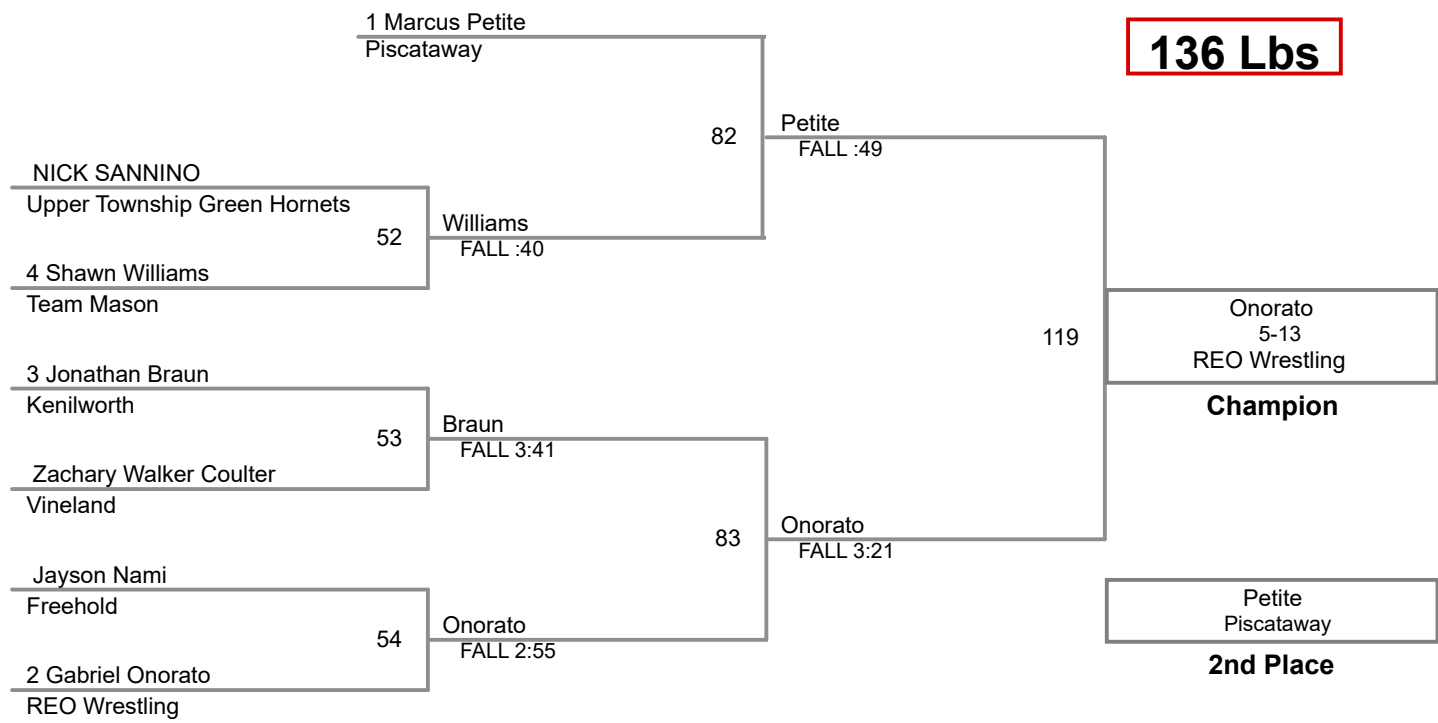 1 Marcus Petite
Piscataway
136 Lbs
82
Petite
FALL :49
NICK SANNINO
Upper Township Green Hornets
52
Williams
FALL :40
4 Shawn Williams
Team Mason
119
Onorato
5-13
REO Wrestling
Champion
3 Jonathan Braun
Kenilworth
53
Braun
FALL 3:41
Zachary Walker Coulter
Vineland
83
Onorato
FALL 3:21
Jayson Nami
Freehold
54
Onorato
FALL 2:55
2 Gabriel Onorato
REO Wrestling
Petite
Piscataway
2nd Place